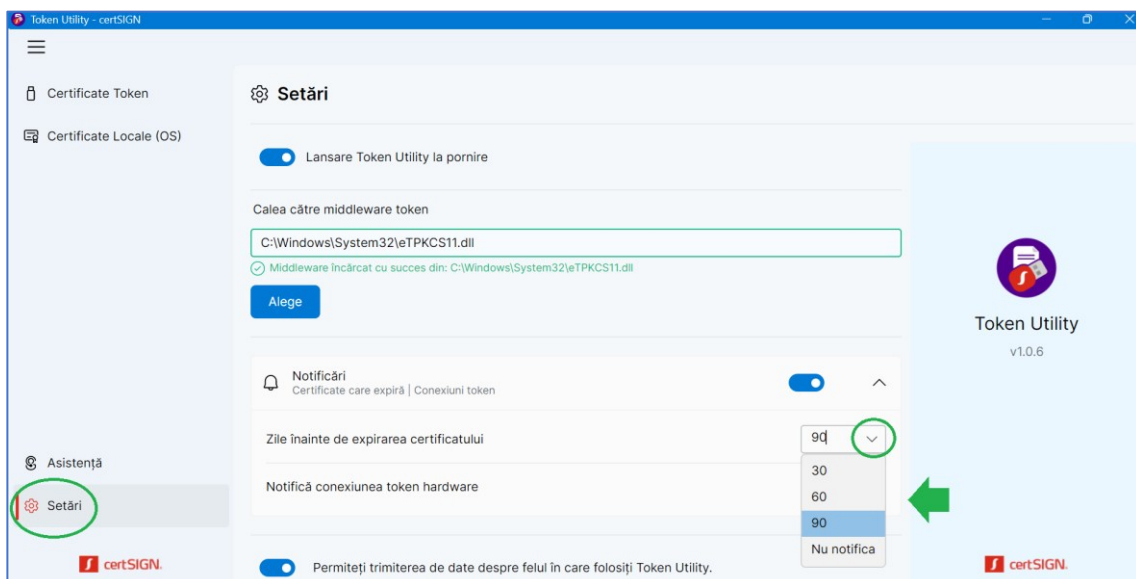 Token Utility - certSIGN
Certificate Token
Certificate Locale (OS)
Asistență
Setări
certSIGN.
Setări
Lansare Token Utility la pornire
Calea către middleware token
C:\Windows\System32\eTPKCS11.dll
Middleware încărcat cu succes din: C:\Windows\System32\eTPKCS11.dll
Alege
Notificări
Certificate care expiră | Conexiuni token
Zile înainte de expirarea certificatului
90
30
60
90
Nu notifica
Notifică conexiunea token hardware
Permiteți trimiterea de date despre felul în care folosiți Token Utility.
Token Utility
v1.0.6
certSIGN.